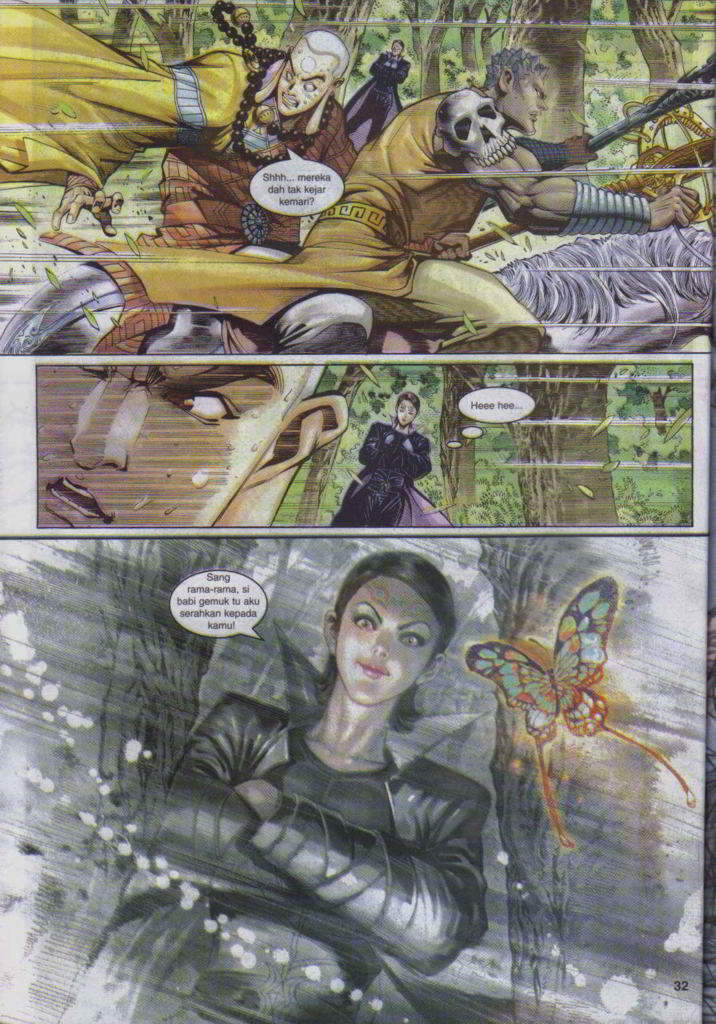 Shhh... mereka
dah tak kejar
kemari?
Heee hee...
Sang
rama-rama, si
babi gemuk tu aku
serahkan kepada
kamu!
32